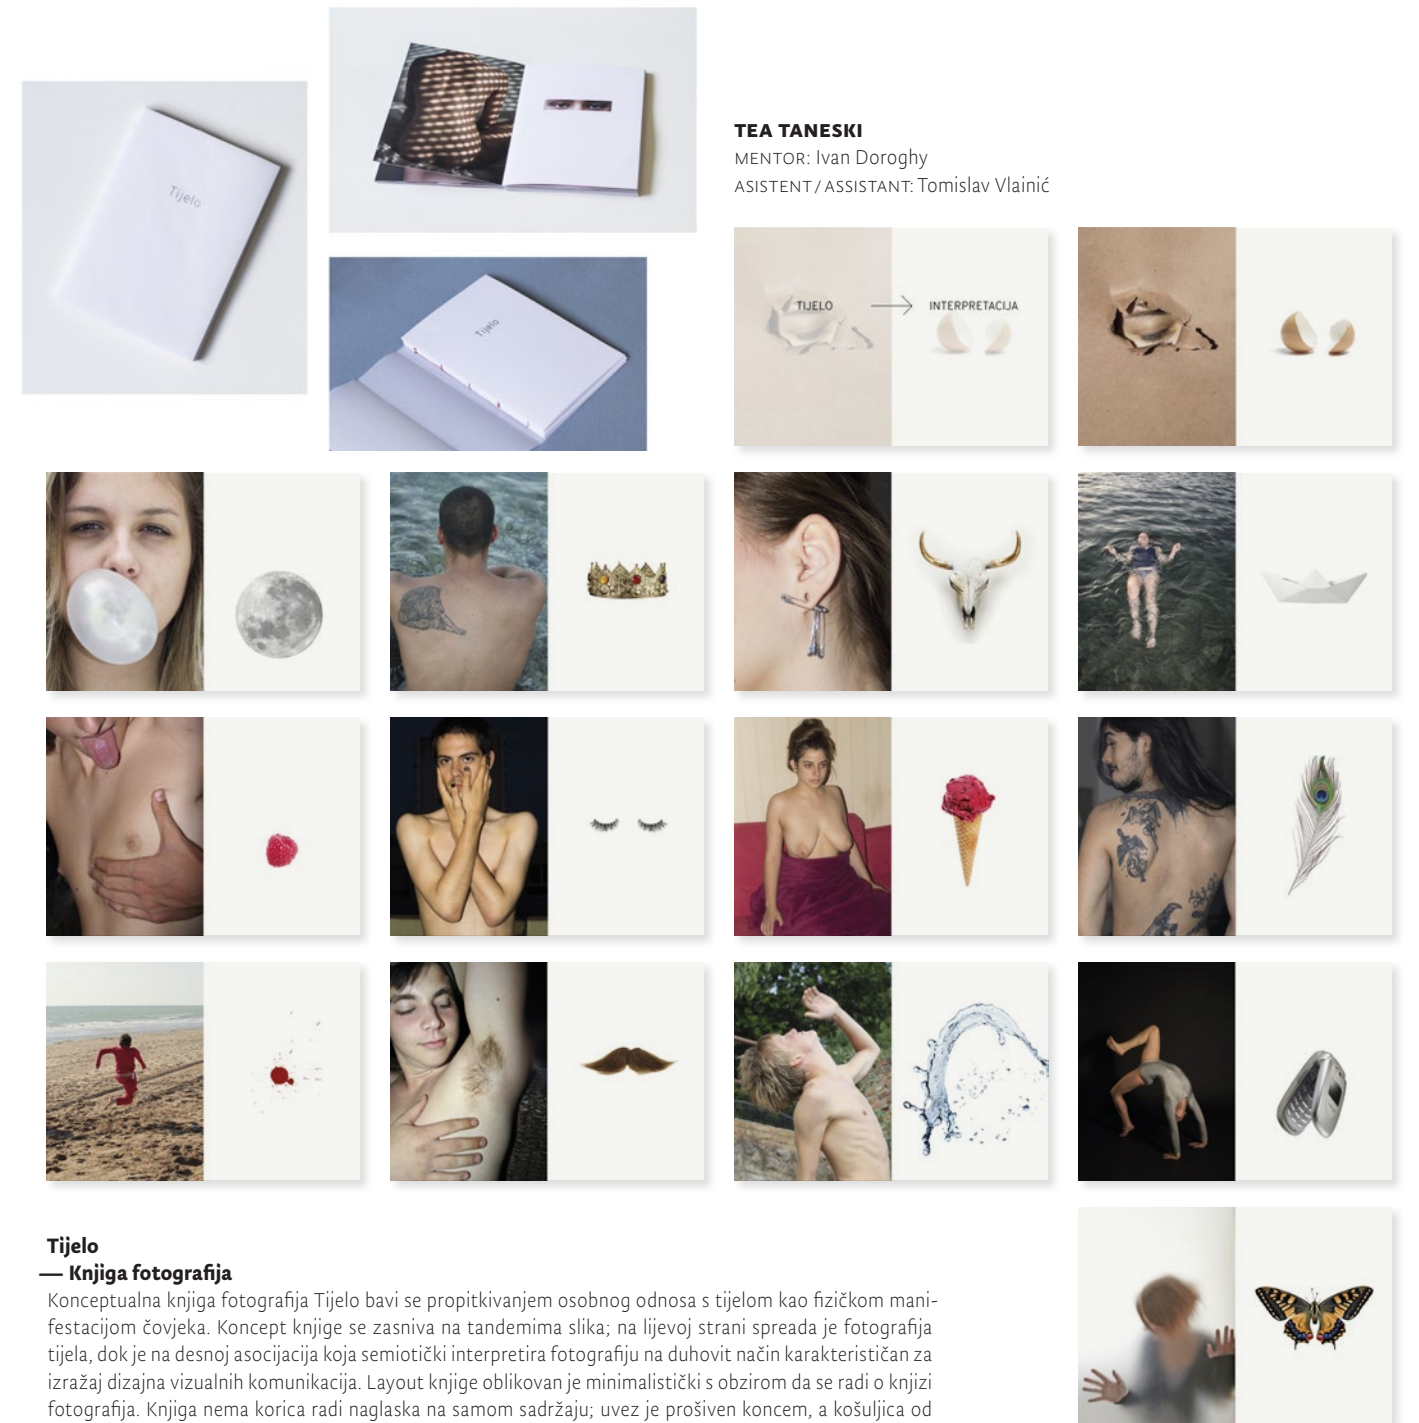 Tijelo
Tijelo
TEA TANESKI
MENTOR: Ivan Doroghy
ASISTENT / ASSISTANT: Tomislav Vlainić
TIJELO → INTERPRETACIJA
Tijelo
— Knjiga fotografija
Konceptualna knjiga fotografija Tijelo bavi se propitkivanjem osobnog odnosa s tijelom kao fizičkom mani-
festacijom čovjeka. Koncept knjige se zasniva na tandemima slika; na lijevoj strani spreada je fotografija
tijela, dok je na desnoj asocijacija koja semiotički interpretira fotografiju na duhovit način karakterističan za
izražaj dizajna vizualnih komunikacija. Layout knjige oblikovan je minimalistički s obzirom da se radi o knjizi
fotografija. Knjiga nema korica radi naglaska na samom sadržaju; uvez je prošiven koncem, a košuljica od